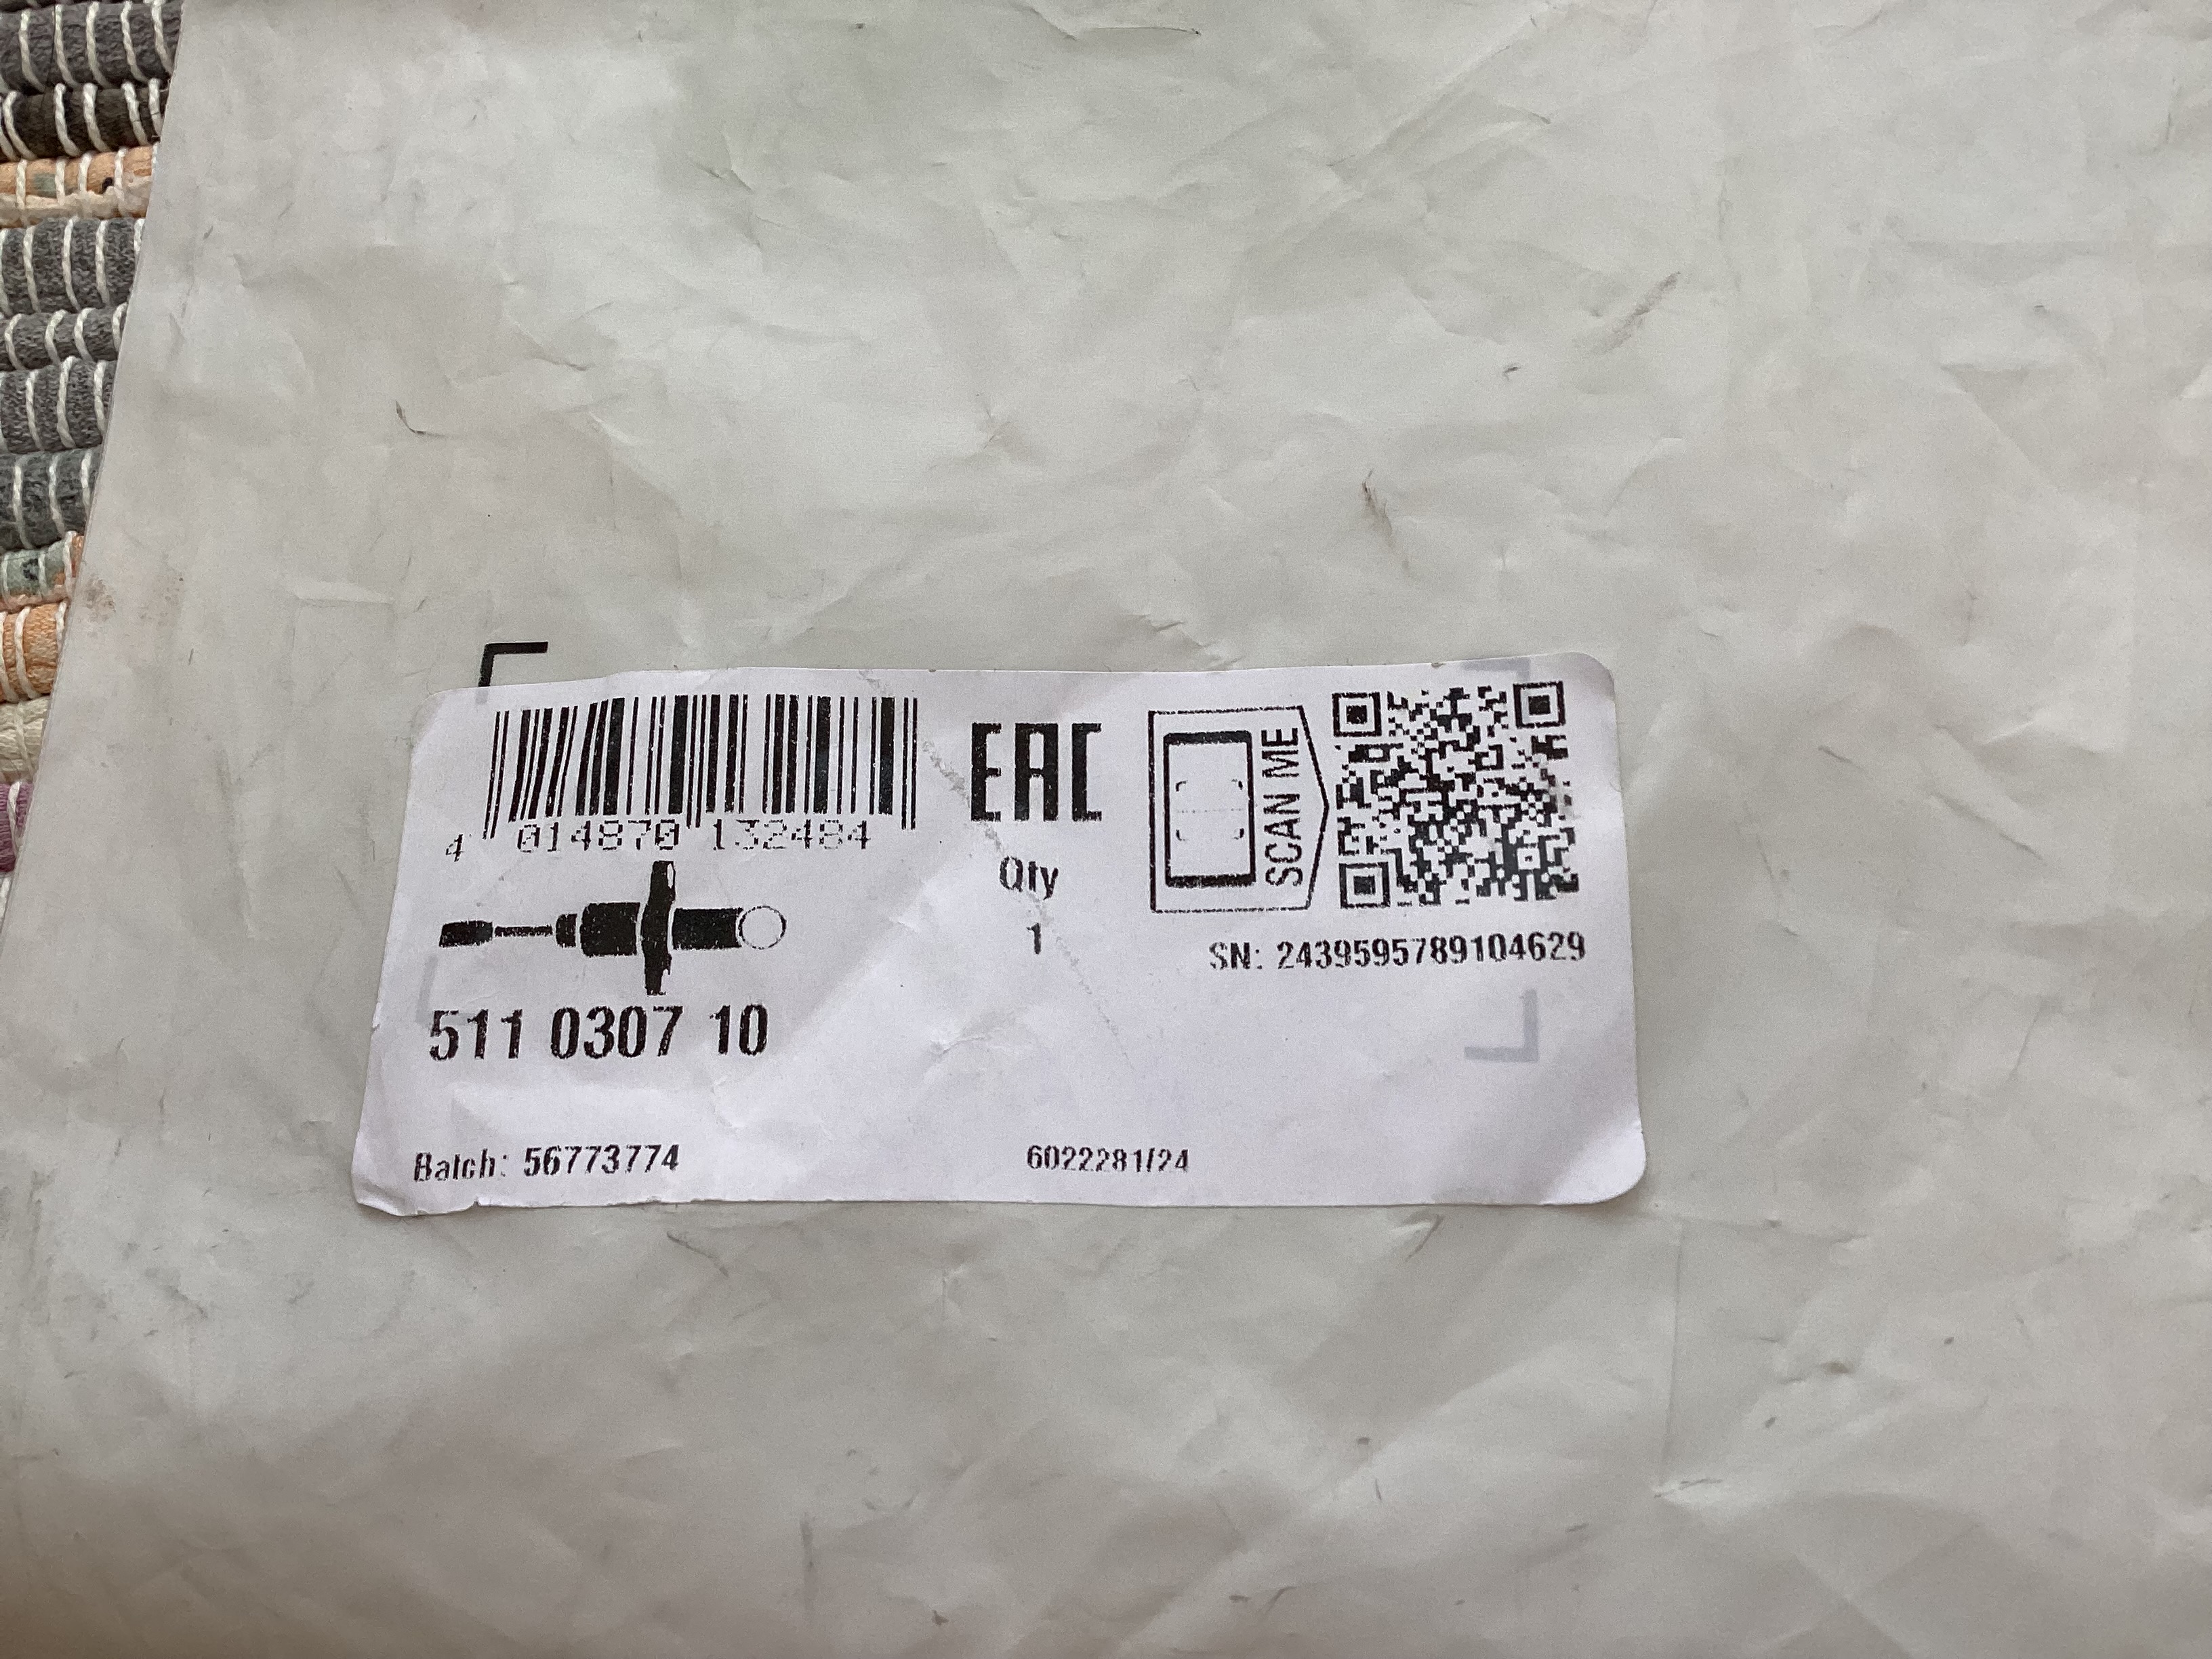 4 014870 132484
EAC
SCAN ME
Qty
1
SN: 2439595789104629
511 0307 10
Batch: 56773774
6022281/24